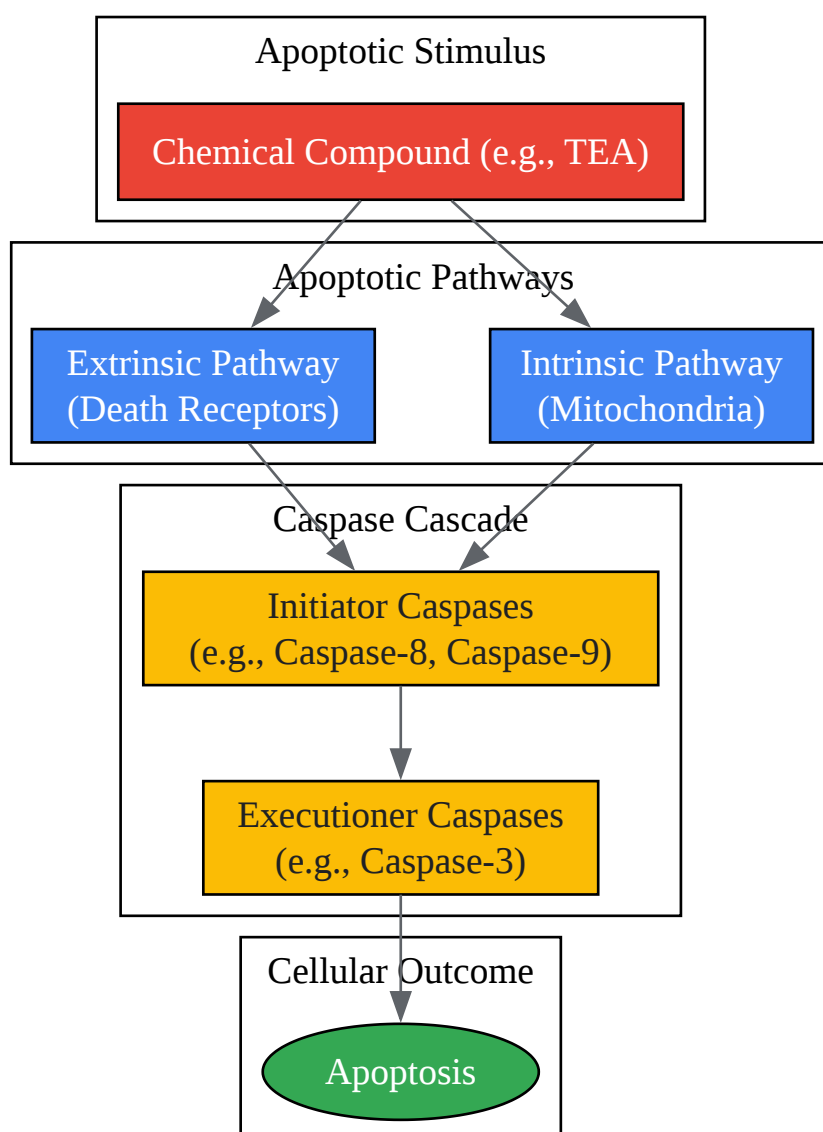 Apoptotic Stimulus
Chemical Compound (e.g., TEA)
Apoptotic Pathways
Extrinsic Pathway
(Death Receptors)
Intrinsic Pathway
(Mitochondria)
Caspase Cascade
Initiator Caspases
(e.g., Caspase-8, Caspase-9)
Executioner Caspases
(e.g., Caspase-3)
Cellular Outcome
Apoptosis